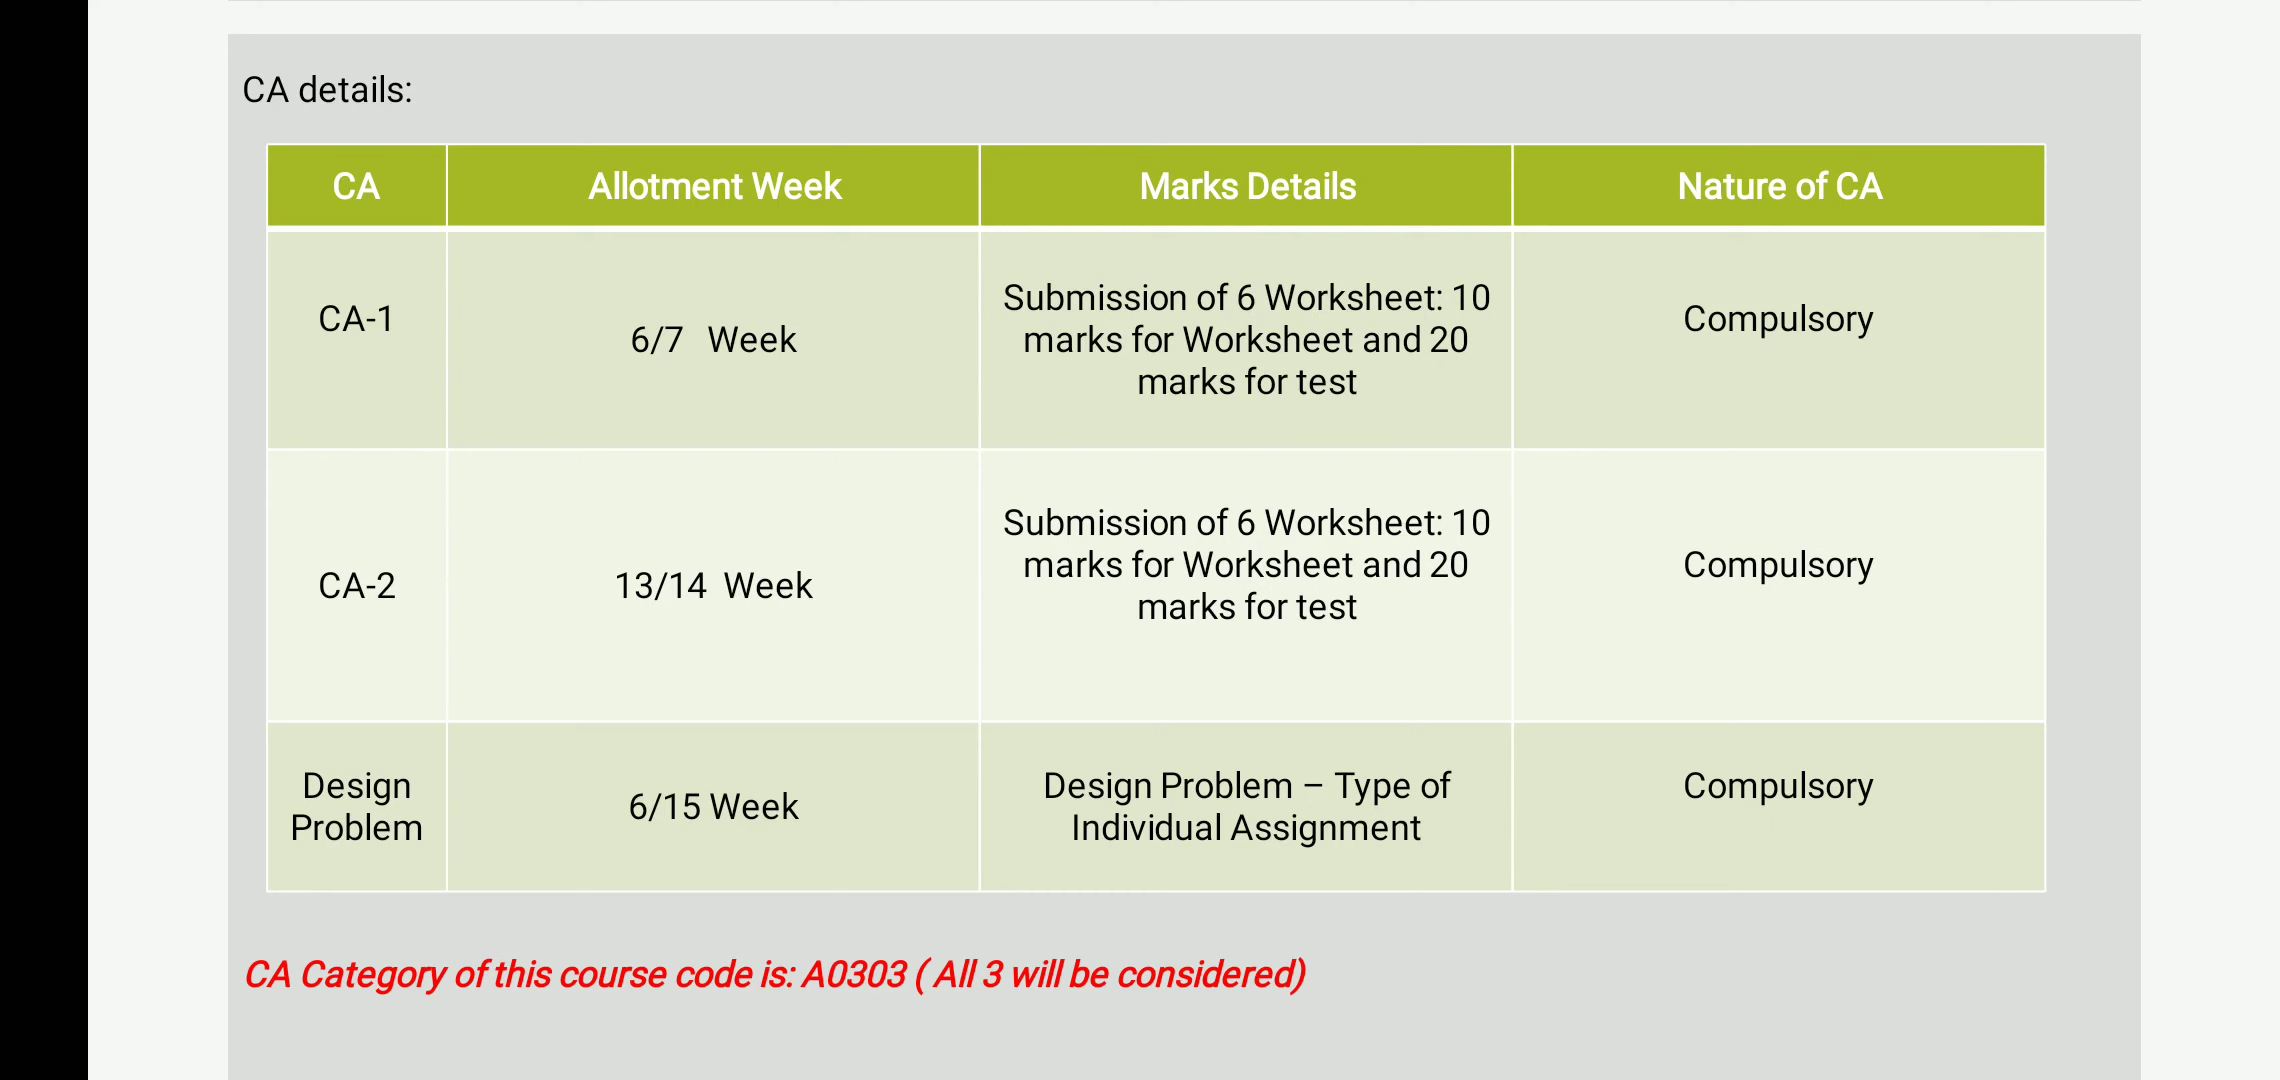 CA details:
CA Allotment Week Marks Details Nature of CA
CA-1
6/7 Week
Submission of 6 Worksheet: 10
marks for Worksheet and 20
marks for test
Compulsory
CA-2
13/14 Week
Submission of 6 Worksheet: 10
marks for Worksheet and 20
marks for test
Compulsory
Design
Problem
6/15 Week
Design Problem – Type of
Individual Assignment
Compulsory
CA Category of this course code is: A0303 ( All 3 will be considered)